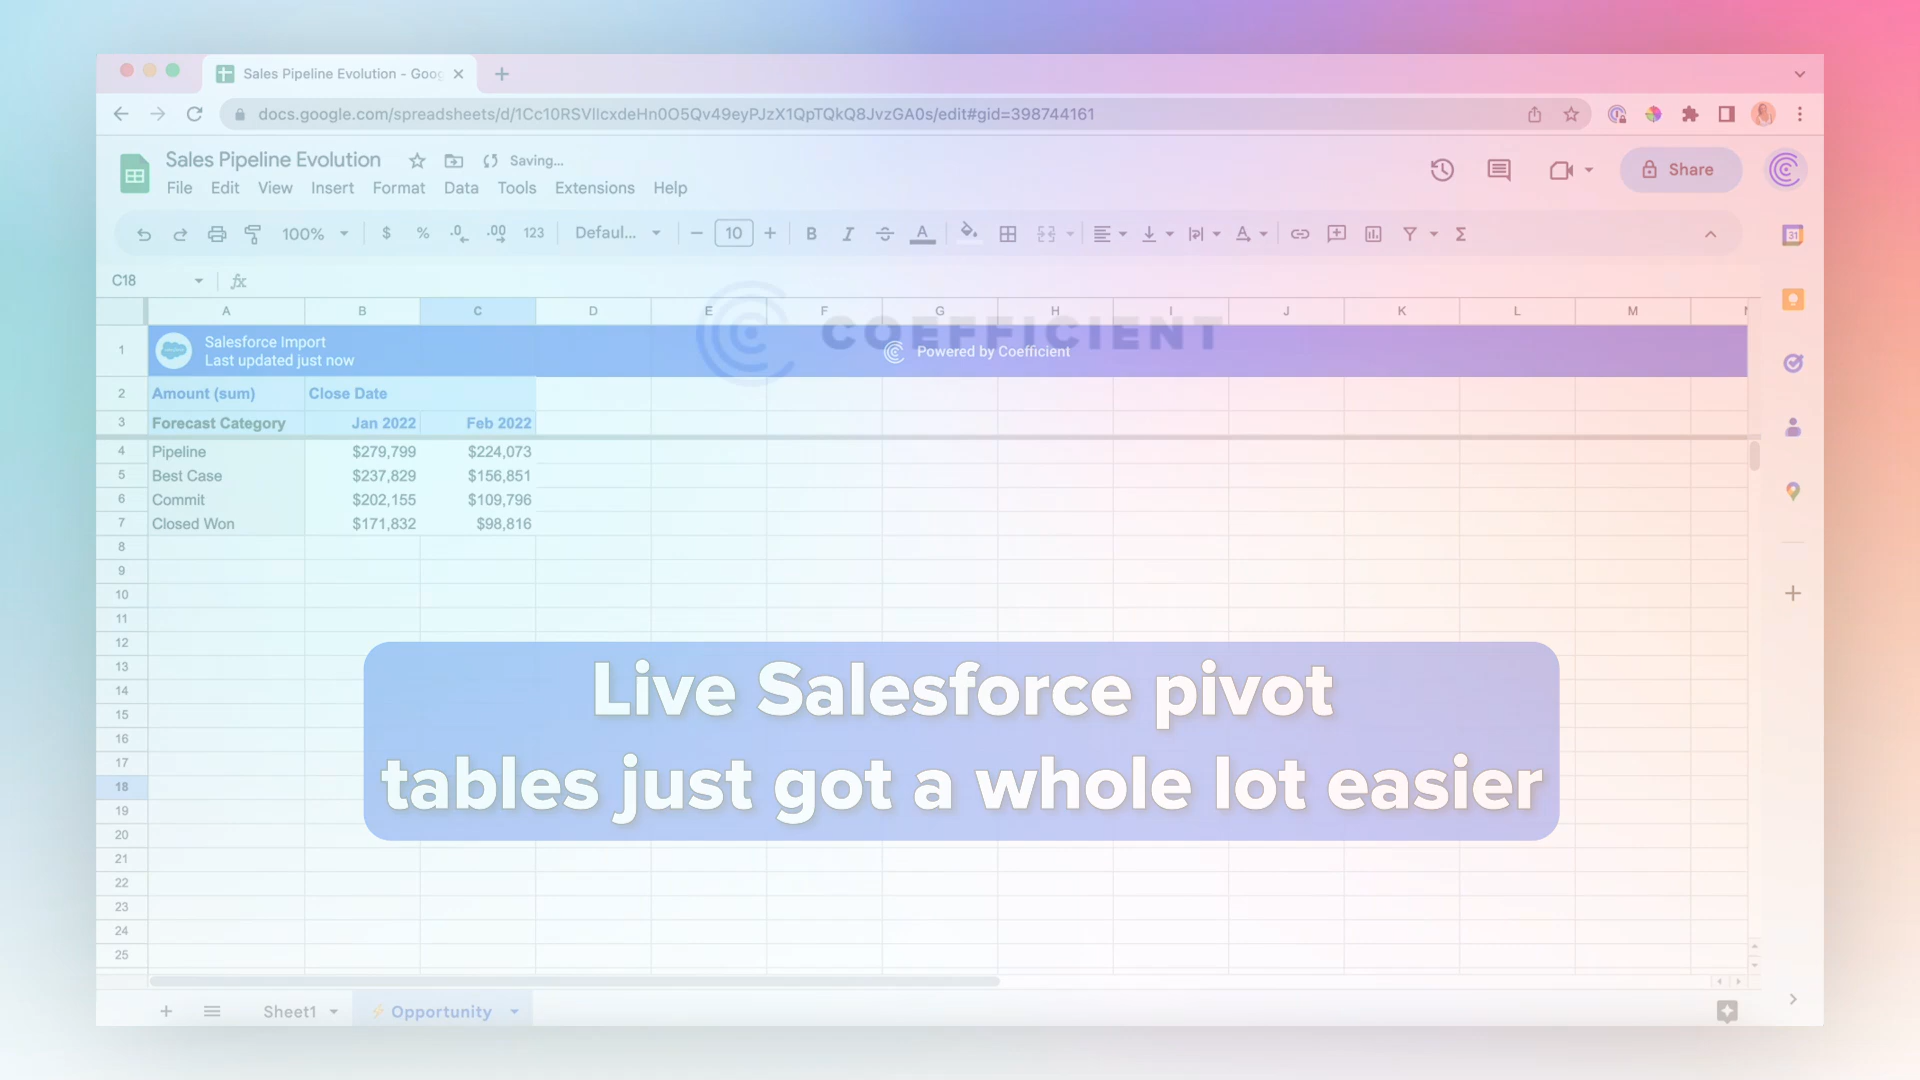 Sales Pipeline Evolution - Goog
docs.google.com/spreadsheets/d/1Cc10RSVIlcxdeHn0O5Qv49eyPJzX1QpTQkQ8JvzGA0s/edit#gid=398744161
Sales Pipeline Evolution Saving...
File Edit View Insert Format Data Tools Extensions Help
Share
100% $ % .0 .00 123 Defaul... 10 B I A
31
C18 fx
A B C D E F G H I J K L M
COEFFICIENT
1 Salesforce Import
Last updated just now
Powered by Coefficient
2 Amount (sum) Close Date
3 Forecast Category Jan 2022 Feb 2022
4 Pipeline $279,799 $224,073
5 Best Case $237,829 $156,851
6 Commit $202,155 $109,796
7 Closed Won $171,832 $98,816
8
9
10
11
12
13
14
15
16
17
18
19
20
21
22
23
24
25
Live Salesforce pivot
tables just got a whole lot easier
Sheet1 Opportunity